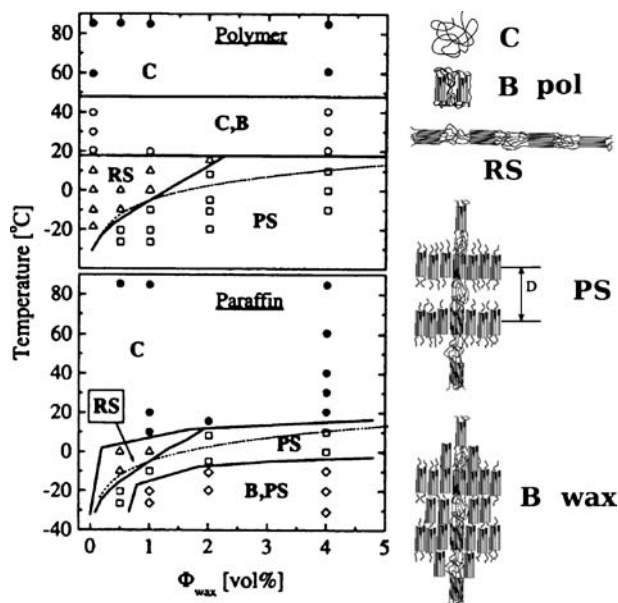 Temperature [°C]
80
60
40
20
0
-20
Polymer
C
C,B
RS
PS
80
60
40
20
0
-20
-40
Paraffin
C
RS
PS
B,PS
0
1
2
3
4
5
Φwax [vol%]
C
B pol
RS
D
PS
B wax